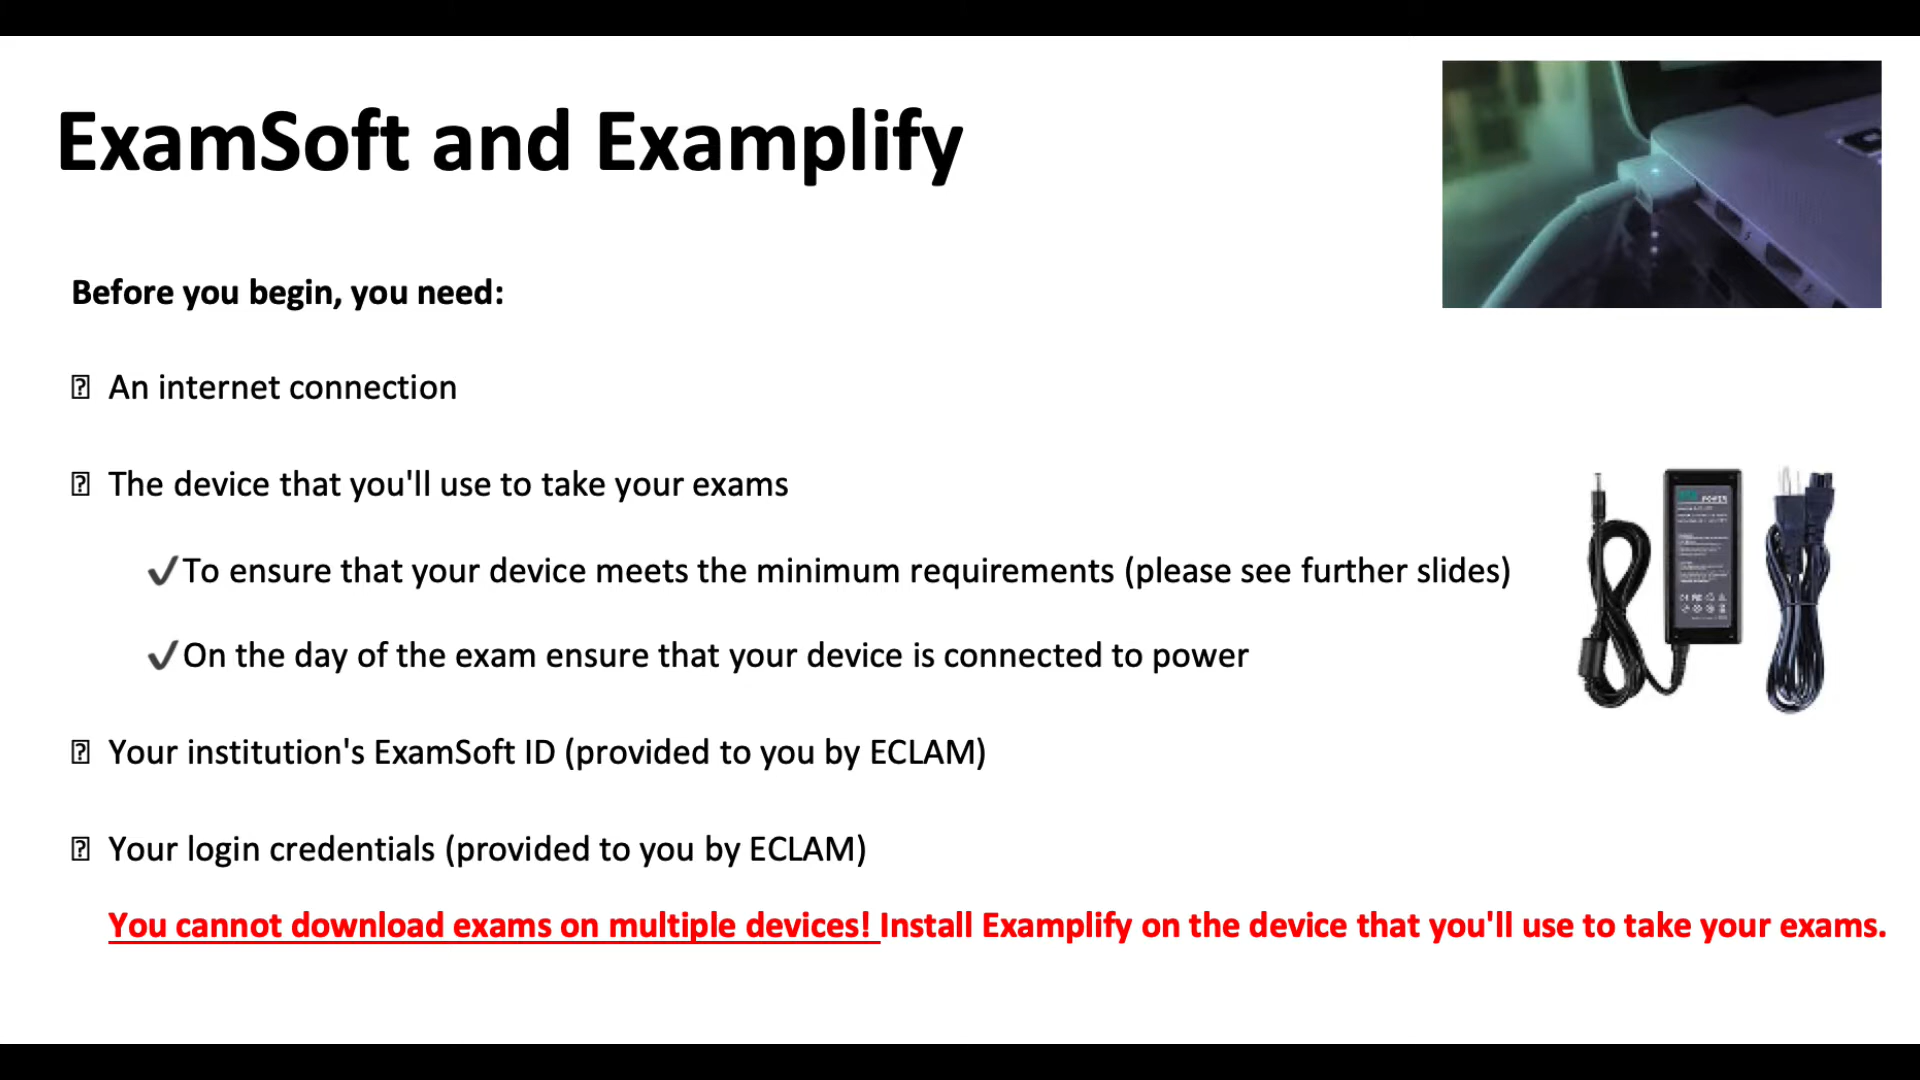 ExamSoft and Examplify
Before you begin, you need:
An internet connection
The device that you'll use to take your exams
✓To ensure that your device meets the minimum requirements (please see further slides)
✓On the day of the exam ensure that your device is connected to power
Your institution's ExamSoft ID (provided to you by ECLAM)
Your login credentials (provided to you by ECLAM)
You cannot download exams on multiple devices! Install Examplify on the device that you'll use to take your exams.